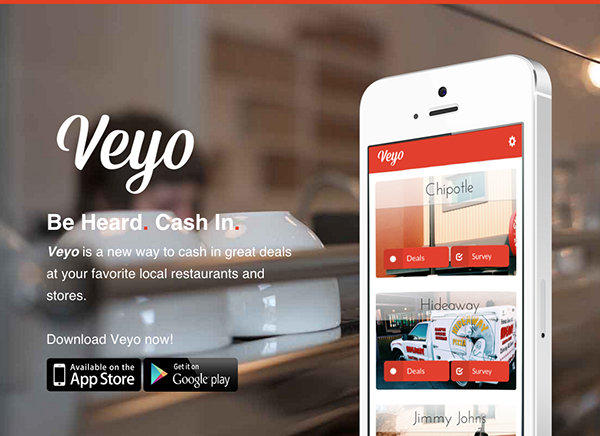 Veyo
Be Heard. Cash In.
Veyo is a new way to cash in great deals
at your favorite local restaurants and
stores.
Download Veyo now!
Available on the
App Store
Get it on
Google play
Veyo
Chipotle
Deals
Survey
Hideaway
HIDEAWAY
PIZZA
Deals
Survey
Jimmy Johns